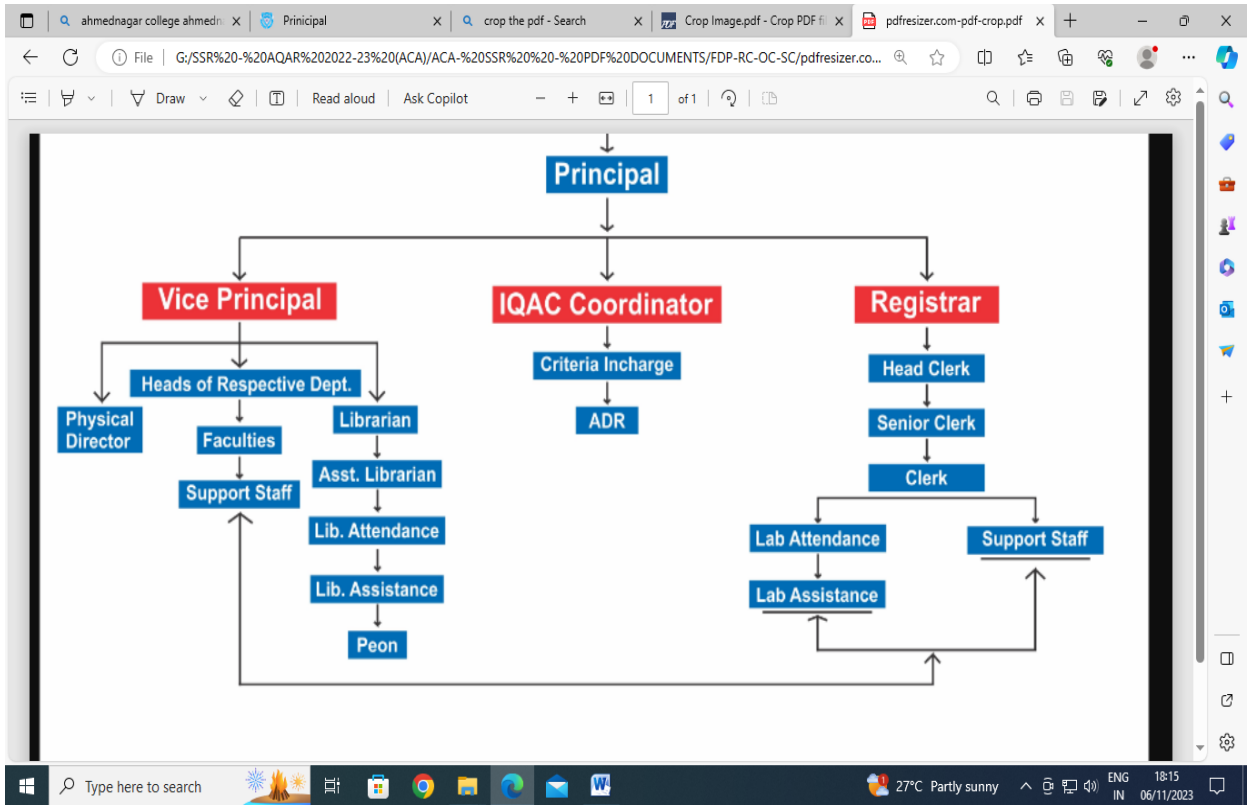 ahmednagar college ahmedn
Prinicipal
crop the pdf - Search
Crop Image.pdf - Crop PDF fi
pdfresizer.com-pdf-crop.pdf
File
G:/SSR%20-%20AQAR%202022-23%20(ACA)/ACA-%20SSR%20%20-%20PDF%20DOCUMENTS/FDP-RC-OC-SC/pdfresizer.co...
Draw
Read aloud
Ask Copilot
1
of 1
Principal
Vice Principal
IQAC Coordinator
Registrar
Criteria Incharge
Head Clerk
Heads of Respective Dept.
Physical
Director
Librarian
ADR
Senior Clerk
Faculties
Asst. Librarian
Clerk
Support Staff
Lib. Attendance
Lab Attendance
Support Staff
Lib. Assistance
Lab Assistance
Peon
Type here to search
27°C Partly sunny
ENG
IN
18:15
06/11/2023